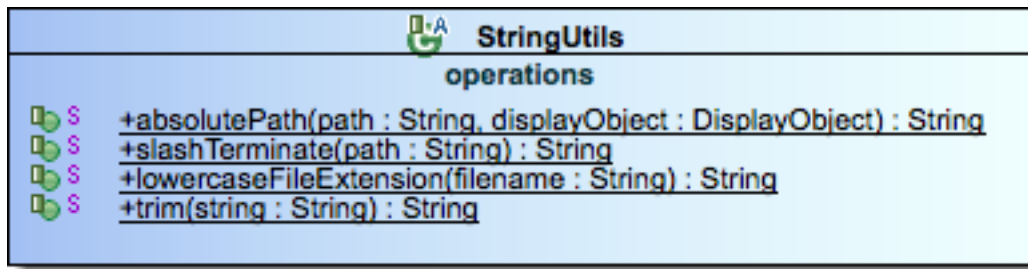 A StringUtils
operations
S +absolutePath(path : String, displayObject : DisplayObject) : String
S +slashTerminate(path : String) : String
S +lowercaseFileExtension(filename : String) : String
S +trim(string : String) : String